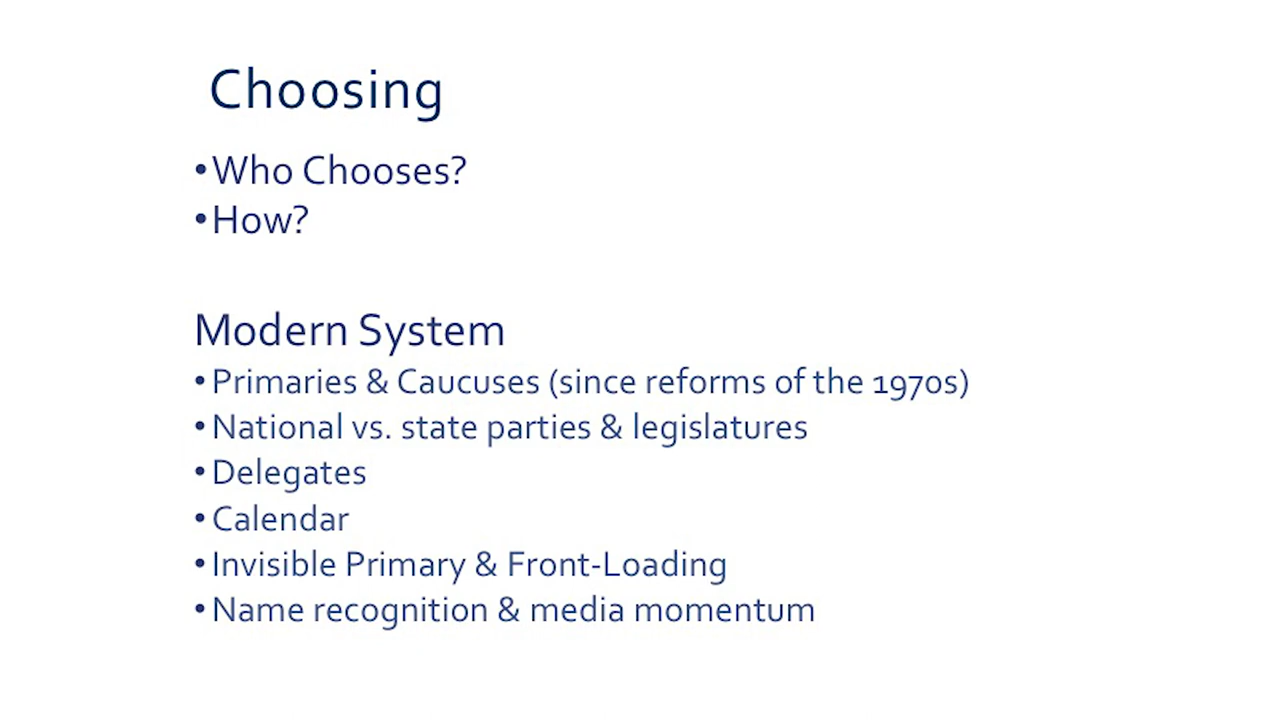 Choosing
•Who Chooses?
•How?
Modern System
•Primaries & Caucuses (since reforms of the 1970s)
•National vs. state parties & legislatures
•Delegates
•Calendar
•Invisible Primary & Front-Loading
•Name recognition & media momentum